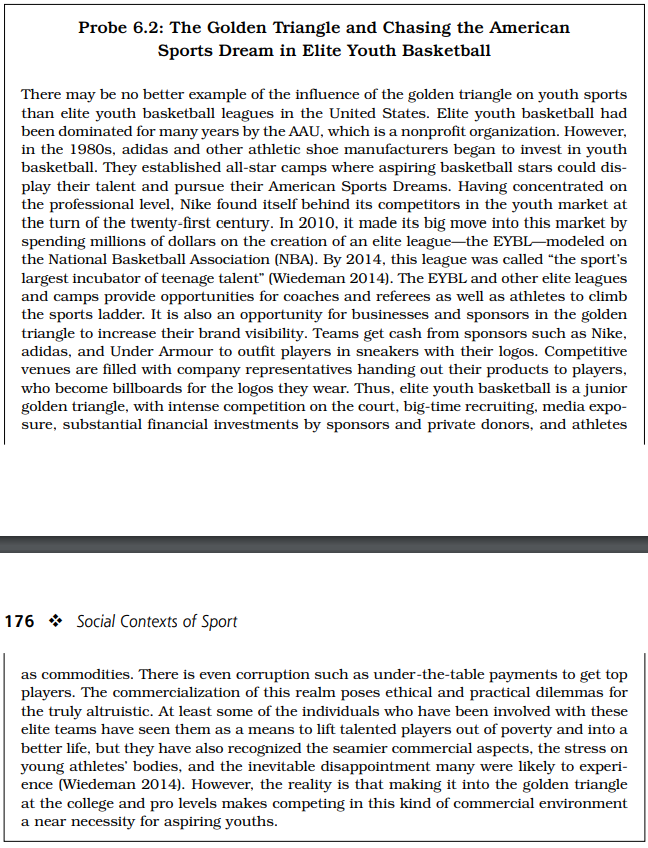 Probe 6.2: The Golden Triangle and Chasing the American
Sports Dream in Elite Youth Basketball
There may be no better example of the influence of the golden triangle on youth sports
than elite youth basketball leagues in the United States. Elite youth basketball had
been dominated for many years by the AAU, which is a nonprofit organization. However,
in the 1980s, adidas and other athletic shoe manufacturers began to invest in youth
basketball. They established all-star camps where aspiring basketball stars could dis-
play their talent and pursue their American Sports Dreams. Having concentrated on
the professional level, Nike found itself behind its competitors in the youth market at
the turn of the twenty-first century. In 2010, it made its big move into this market by
spending millions of dollars on the creation of an elite league—the EYBL—modeled on
the National Basketball Association (NBA). By 2014, this league was called “the sport’s
largest incubator of teenage talent” (Wiedeman 2014). The EYBL and other elite leagues
and camps provide opportunities for coaches and referees as well as athletes to climb
the sports ladder. It is also an opportunity for businesses and sponsors in the golden
triangle to increase their brand visibility. Teams get cash from sponsors such as Nike,
adidas, and Under Armour to outfit players in sneakers with their logos. Competitive
venues are filled with company representatives handing out their products to players,
who become billboards for the logos they wear. Thus, elite youth basketball is a junior
golden triangle, with intense competition on the court, big-time recruiting, media expo-
sure, substantial financial investments by sponsors and private donors, and athletes
176 ❖ Social Contexts of Sport
as commodities. There is even corruption such as under-the-table payments to get top
players. The commercialization of this realm poses ethical and practical dilemmas for
the truly altruistic. At least some of the individuals who have been involved with these
elite teams have seen them as a means to lift talented players out of poverty and into a
better life, but they have also recognized the seamier commercial aspects, the stress on
young athletes’ bodies, and the inevitable disappointment many were likely to experi-
ence (Wiedeman 2014). However, the reality is that making it into the golden triangle
at the college and pro levels makes competing in this kind of commercial environment
a near necessity for aspiring youths.